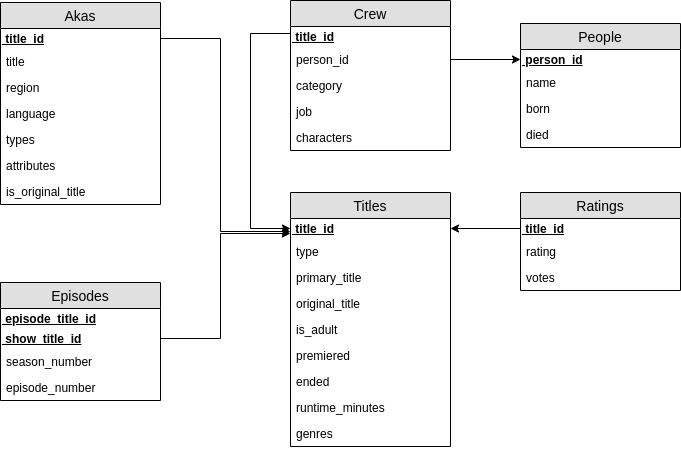 Akas
title_id
title
region
language
types
attributes
is_original_title
Crew
title_id
person_id
category
job
characters
People
person_id
name
born
died
Titles
title_id
type
primary_title
original_title
is_adult
premiered
ended
runtime_minutes
genres
Ratings
title_id
rating
votes
Episodes
episode_title_id
show_title_id
season_number
episode_number